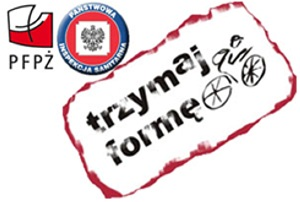 PFPŻ
PAŃSTWOWA
INSPEKCJA SANITARNA
trzymaj
formę